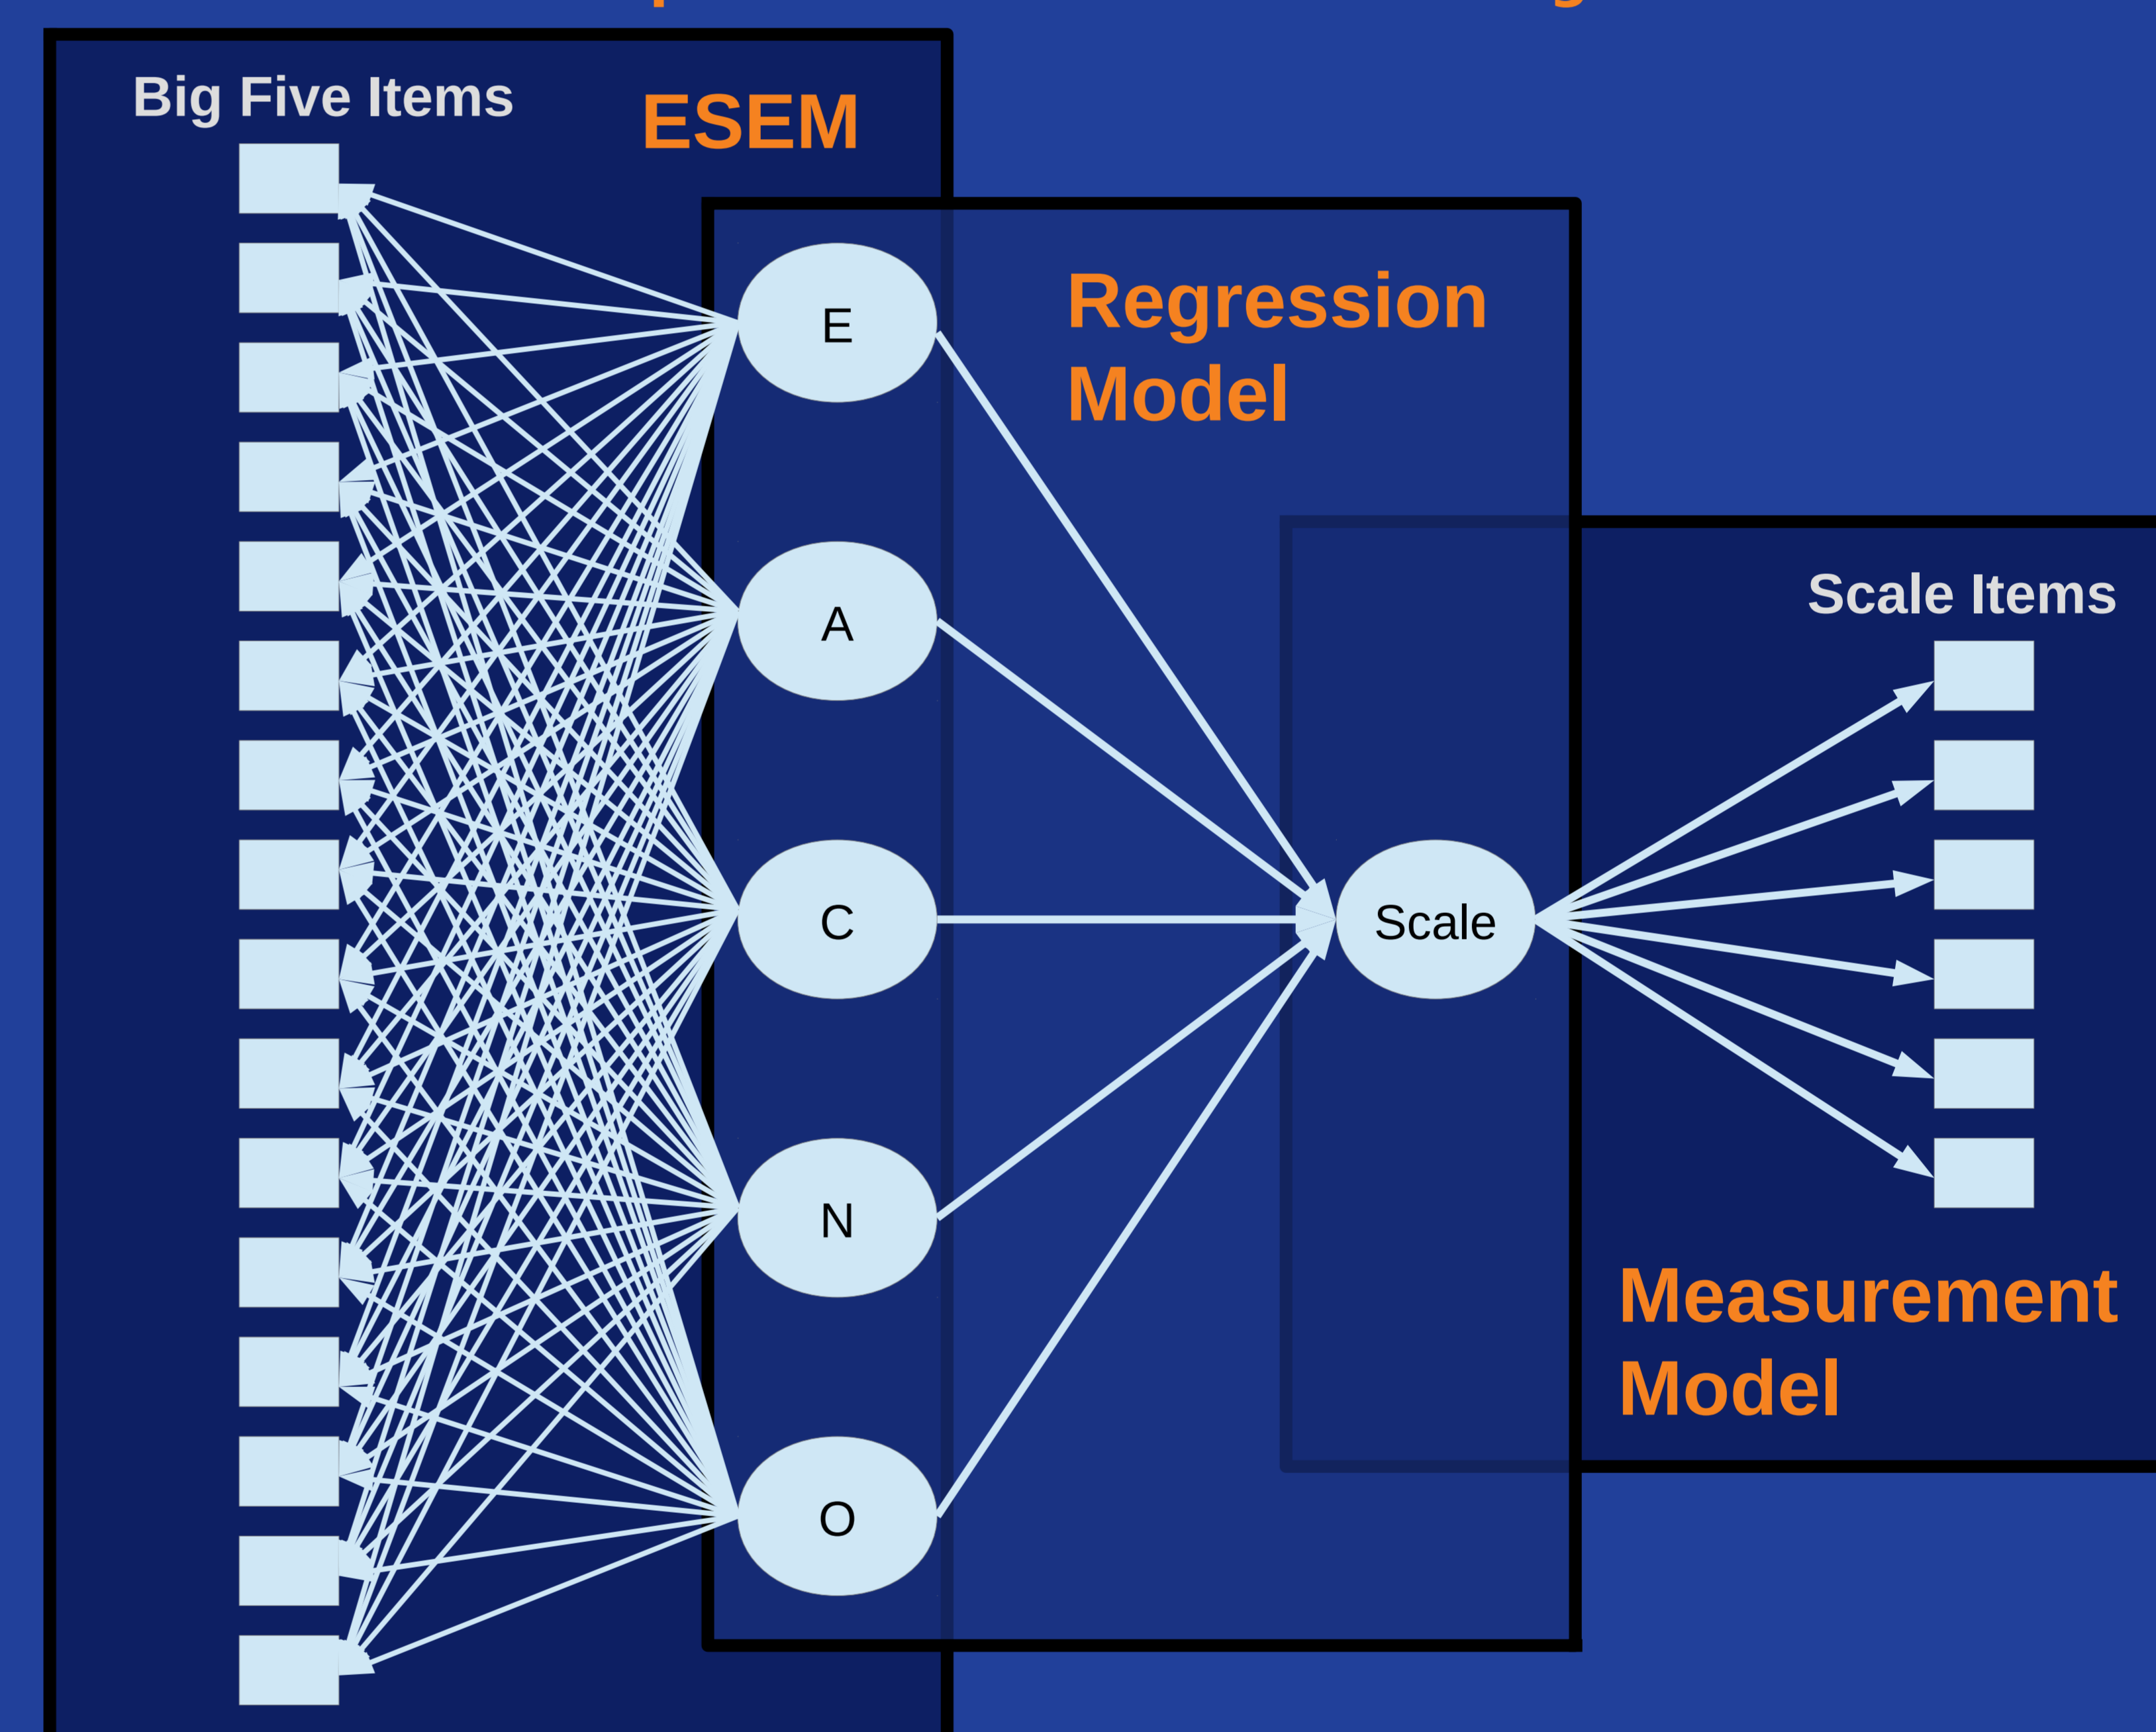 Big Five Items
ESEM
Regression
Model
E
A
C
N
O
Scale
Scale Items
Measurement
Model